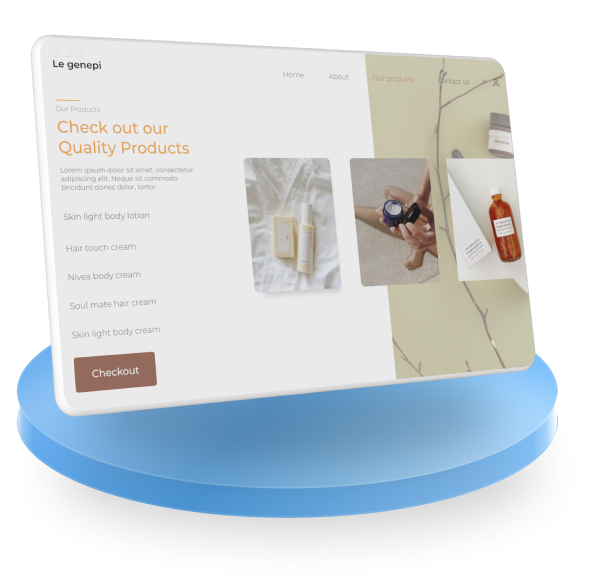 Le genepi
Home
About
Our products
Contact us
Our Products
Check out our
Quality Products
Lorem ipsum dolor sit amet, consectetur
adipiscing elit. Neque sit commodo
tincidunt donec dolor, tortor.
Skin light body lotion
Hair touch cream
Nivea body cream
Soul mate hair cream
Skin light body cream
Checkout